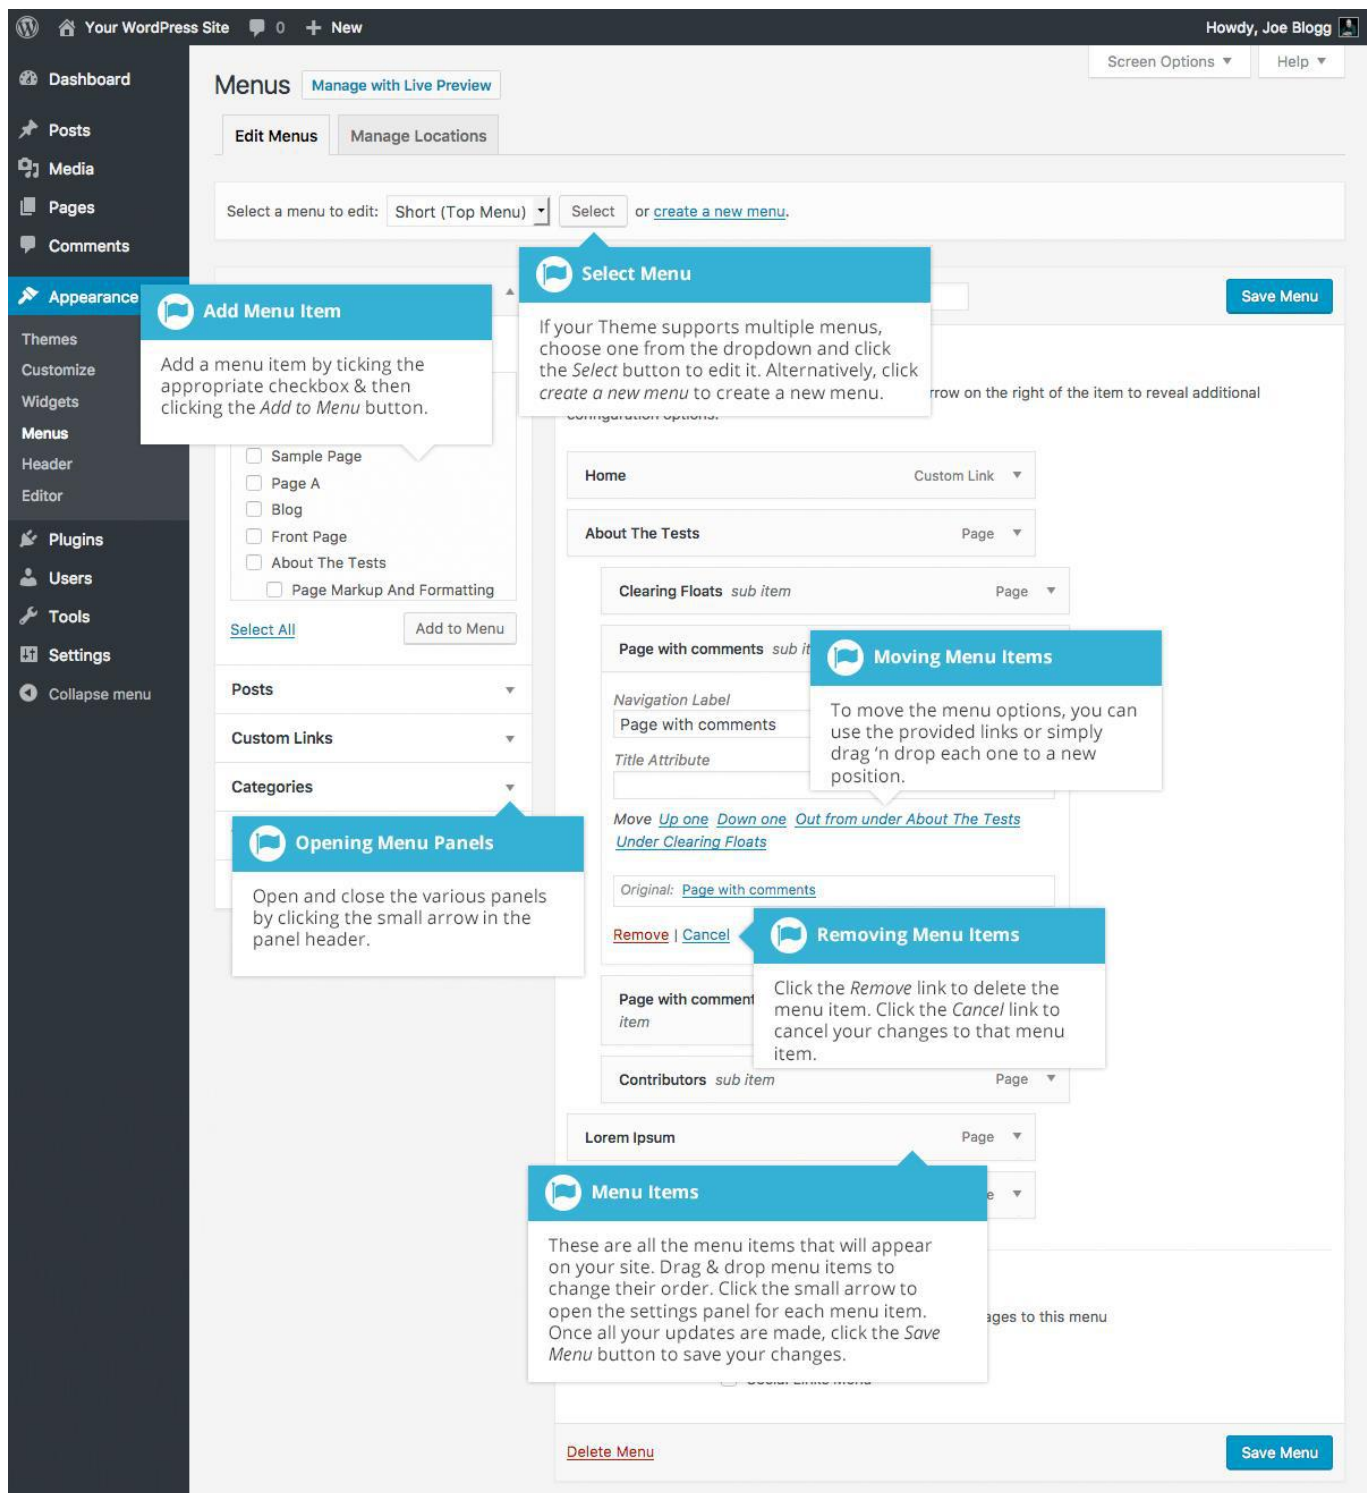 Your WordPress Site 0 + New Howdy, Joe Blogg
Screen Options Help
Dashboard
Posts
Media
Pages
Comments
Appearance
Themes
Customize
Widgets
Menus
Header
Editor
Plugins
Users
Tools
Settings
Collapse menu
Menus Manage with Live Preview
Edit Menus Manage Locations
Select a menu to edit: Short (Top Menu) Select or create a new menu.
Select Menu
If your Theme supports multiple menus,
choose one from the dropdown and click
the Select button to edit it. Alternatively, click
create a new menu to create a new menu.
Save Menu
Add Menu Item
Add a menu item by ticking the
appropriate checkbox & then
clicking the Add to Menu button.
Sample Page
Page A
Blog
Front Page
About The Tests
Page Markup And Formatting
Select All Add to Menu
Posts
Custom Links
Categories
Opening Menu Panels
Open and close the various panels
by clicking the small arrow in the
panel header.
on the right of the item to reveal additional
Home Custom Link
About The Tests Page
Clearing Floats sub item Page
Page with comments sub
Moving Menu Items
To move the menu options, you can
use the provided links or simply
drag ‘n drop each one to a new
position.
Navigation Label
Page with comments
Title Attribute
Move Up one Down one Out from under About The Tests
Under Clearing Floats
Original: Page with comments
Remove | Cancel
Removing Menu Items
Click the Remove link to delete the
menu item. Click the Cancel link to
cancel your changes to that menu
item.
Page with
item
Contributors sub item Page
Lorem Ipsum Page
Menu Items
These are all the menu items that will appear
on your site. Drag & drop menu items to
change their order. Click the small arrow to
open the settings panel for each menu item.
Once all your updates are made, click the Save
Menu button to save your changes.
to this menu
Delete Menu Save Menu